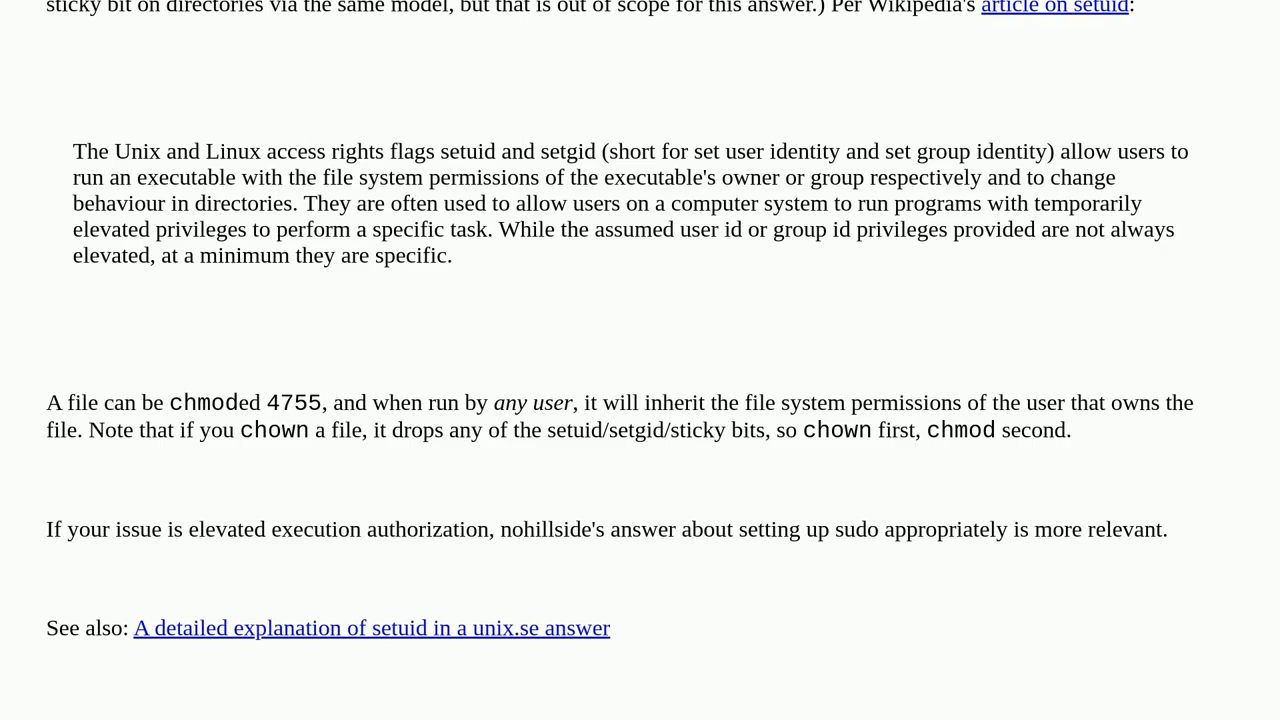 sticky bit on directories via the same model, but that is out of scope for this answer.) Per Wikipedia's article on setuid:
The Unix and Linux access rights flags setuid and setgid (short for set user identity and set group identity) allow users to
run an executable with the file system permissions of the executable's owner or group respectively and to change
behaviour in directories. They are often used to allow users on a computer system to run programs with temporarily
elevated privileges to perform a specific task. While the assumed user id or group id privileges provided are not always
elevated, at a minimum they are specific.
A file can be chmoded 4755, and when run by any user, it will inherit the file system permissions of the user that owns the
file. Note that if you chown a file, it drops any of the setuid/setgid/sticky bits, so chown first, chmod second.
If your issue is elevated execution authorization, nohillside's answer about setting up sudo appropriately is more relevant.
See also: A detailed explanation of setuid in a unix.se answer